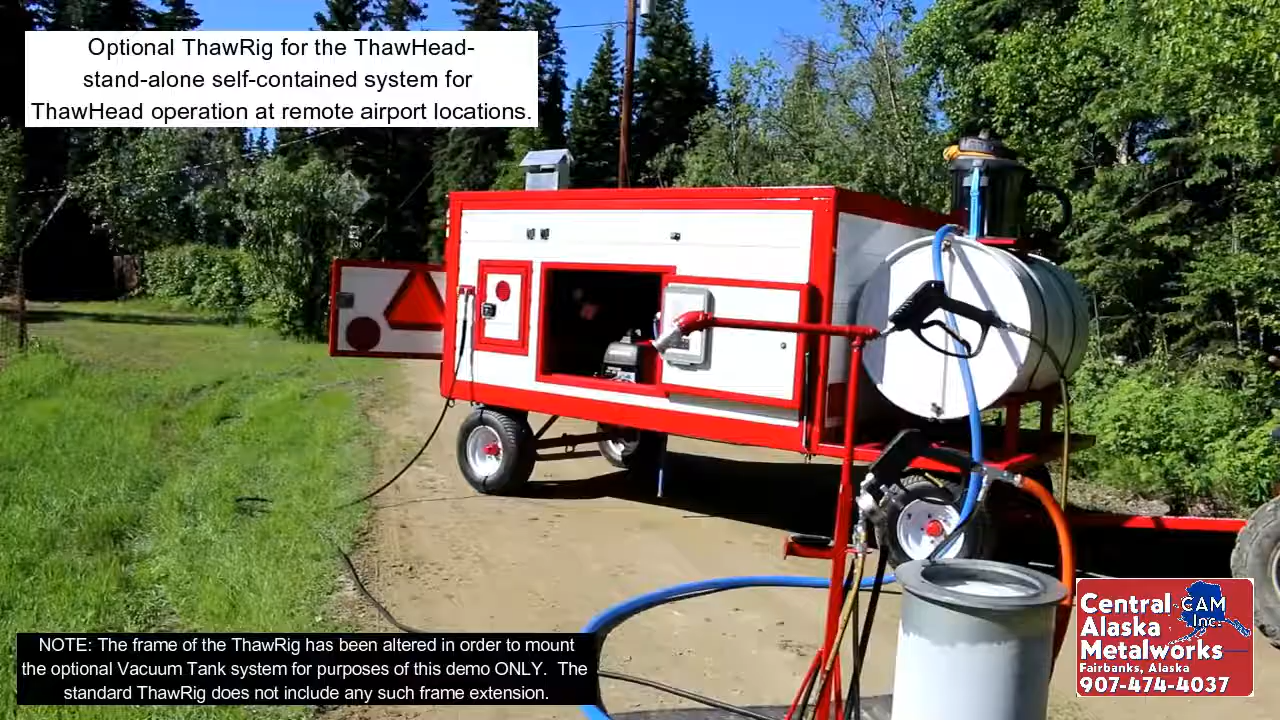 Optional ThawRig for the ThawHead-
stand-alone self-contained system for
ThawHead operation at remote airport locations.
NOTE: The frame of the ThawRig has been altered in order to mount
the optional Vacuum Tank system for purposes of this demo ONLY. The
standard ThawRig does not include any such frame extension.
Central
Alaska
Metalworks
CAM
Inc.
Fairbanks, Alaska
907-474-4037